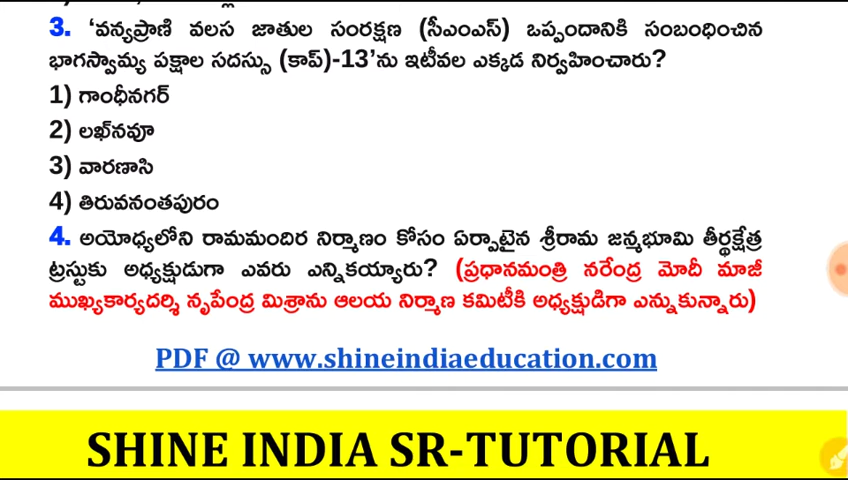 3. 'వన్యప్రాణి వలస జాతుల సంరక్షణ (సీఎంఎస్) ఒప్పందానికి సంబంధించిన
భాగస్వామ్య పక్షాల సదస్సు (కాప్)-13'ను ఇటీవల ఎక్కడ నిర్వహించారు?
1) గాంధీనగర్
2) లఖ్‌నవూ
3) వారణాసి
4) తిరువనంతపురం
4. అయోధ్యలోని రామమందిర నిర్మాణం కోసం ఏర్పాటైన శ్రీరామ జన్మభూమి తీర్థక్షేత్ర
ట్రస్టుకు అధ్యక్షుడుగా ఎవరు ఎన్నికయ్యారు? (ప్రధానమంత్రి నరేంద్ర మోదీ మాజీ
ముఖ్యకార్యదర్శి నృపేంద్ర మిశ్రాను ఆలయ నిర్మాణ కమిటీకి అధ్యక్షుడిగా ఎన్నుకున్నారు)
PDF @ www.shineindiaeducation.com
SHINE INDIA SR-TUTORIAL